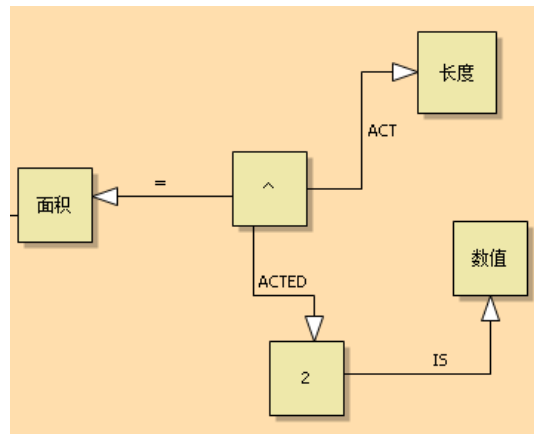 长度
ACT
=
^
面积
数值
ACTED
2
IS